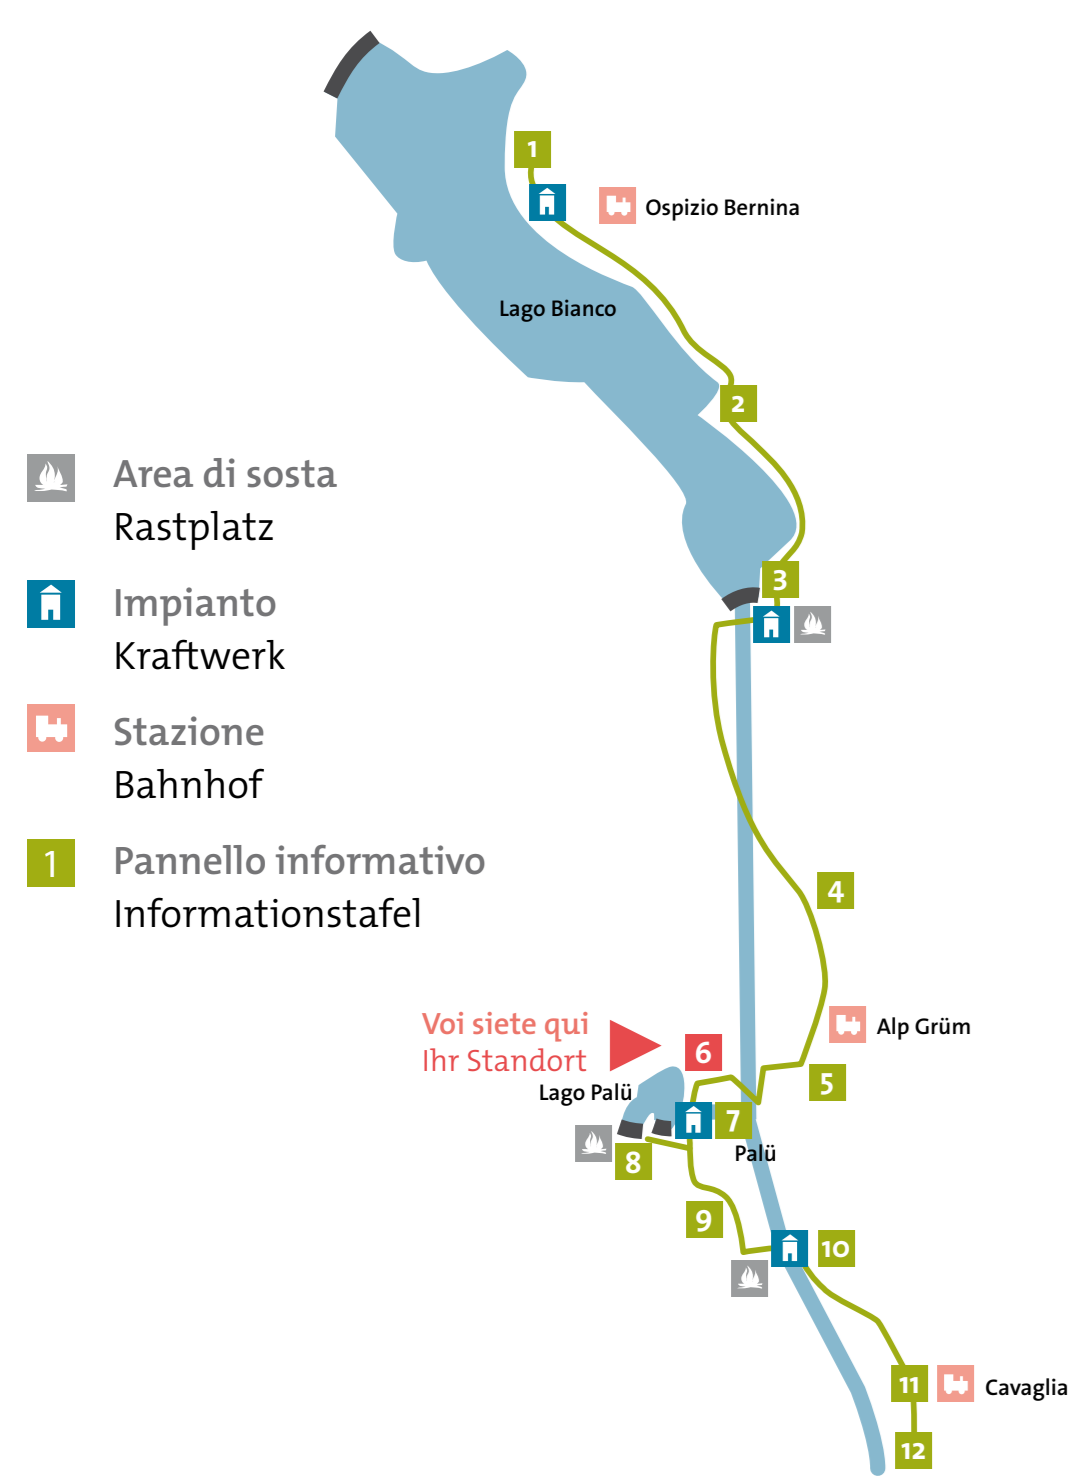 1
Ospizio Bernina
Lago Bianco
2
Area di sosta
Rastplatz
3
Impianto
Kraftwerk
Stazione
Bahnhof
1
Pannello informativo
Informationstafel
4
Voi siete qui
Ihr Standort
6
Alp Grüm
5
Lago Palü
7
Palü
8
9
10
11
Cavaglia
12